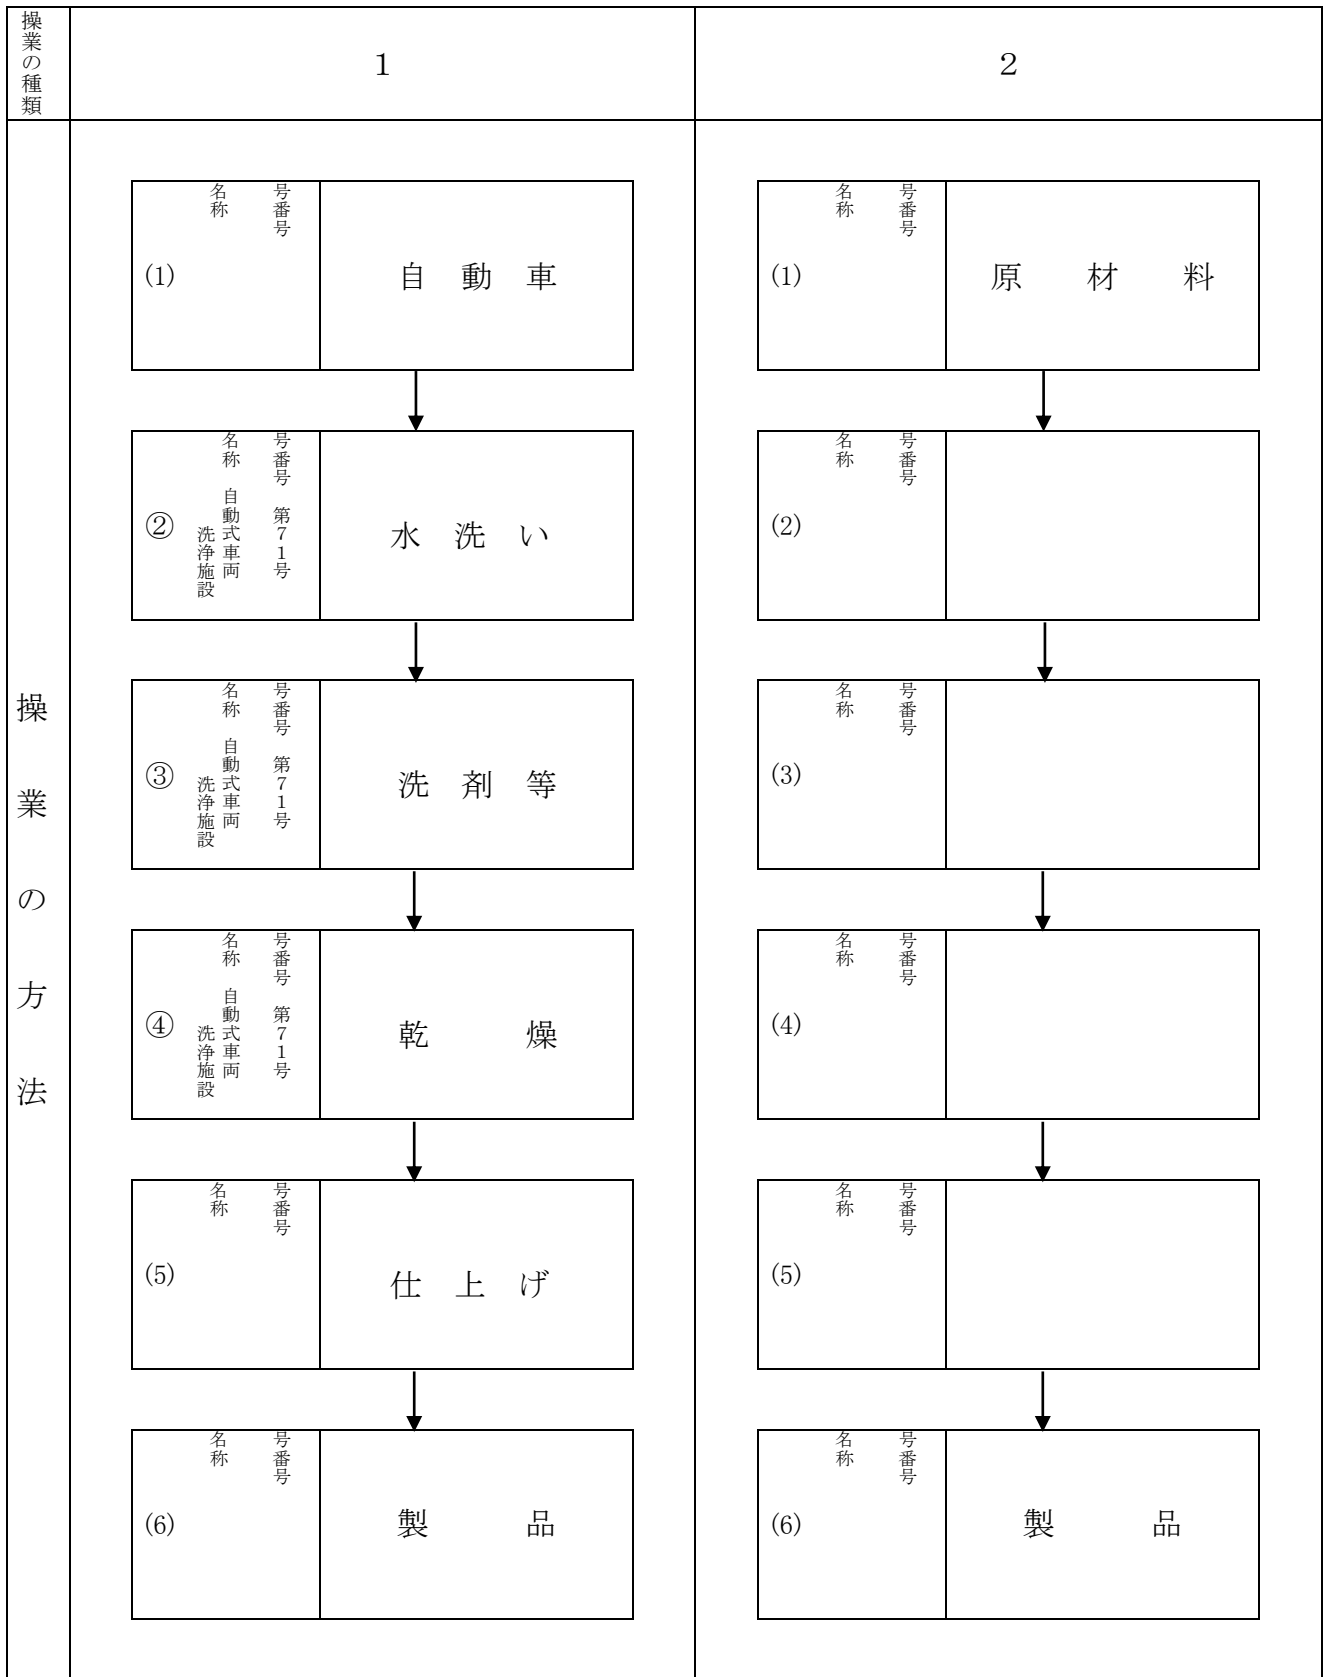 操業の種類
1
2
操業の方法
(1)
号番号
名称
自動車
②
号番号 第71号
名称 自動式車両
洗浄施設
水洗い
③
号番号 第71号
名称 自動式車両
洗浄施設
洗剤等
④
号番号 第71号
名称 自動式車両
洗浄施設
乾燥
(5)
号番号
名称
仕上げ
(6)
号番号
名称
製品
(1)
号番号
名称
原材料
(2)
号番号
名称
(3)
号番号
名称
(4)
号番号
名称
(5)
号番号
名称
(6)
号番号
名称
製品